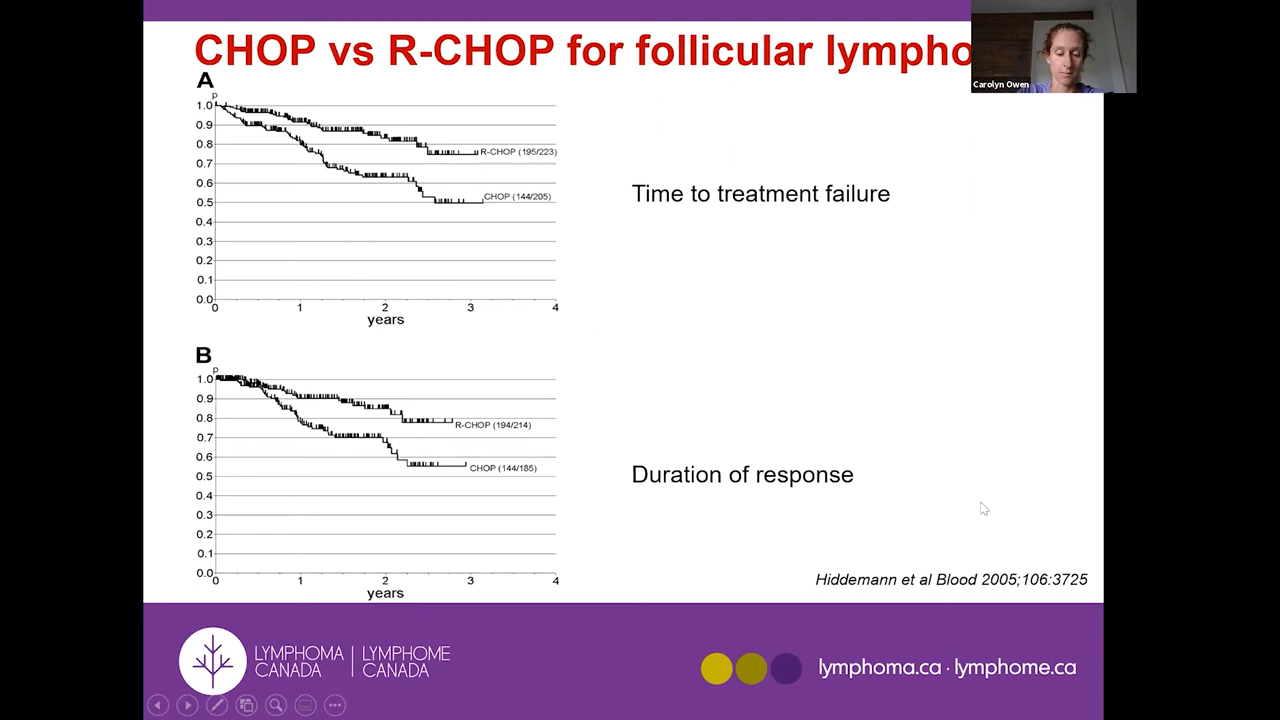 CHOP vs R-CHOP for follicular lympho
Carolyn Owen
A
p
1.0
0.9
0.8
0.7
0.6
0.5
0.4
0.3
0.2
0.1
0.0
R-CHOP (195/223)
CHOP (144/205)
0 1 2 3 4
years
Time to treatment failure
B
p
1.0
0.9
0.8
0.7
0.6
0.5
0.4
0.3
0.2
0.1
0.0
R-CHOP (194/214)
CHOP (144/185)
0 1 2 3 4
years
Duration of response
Hiddemann et al Blood 2005;106:3725
LYMPHOMA CANADA
LYMPHOME CANADA
lymphoma.ca · lymphome.ca